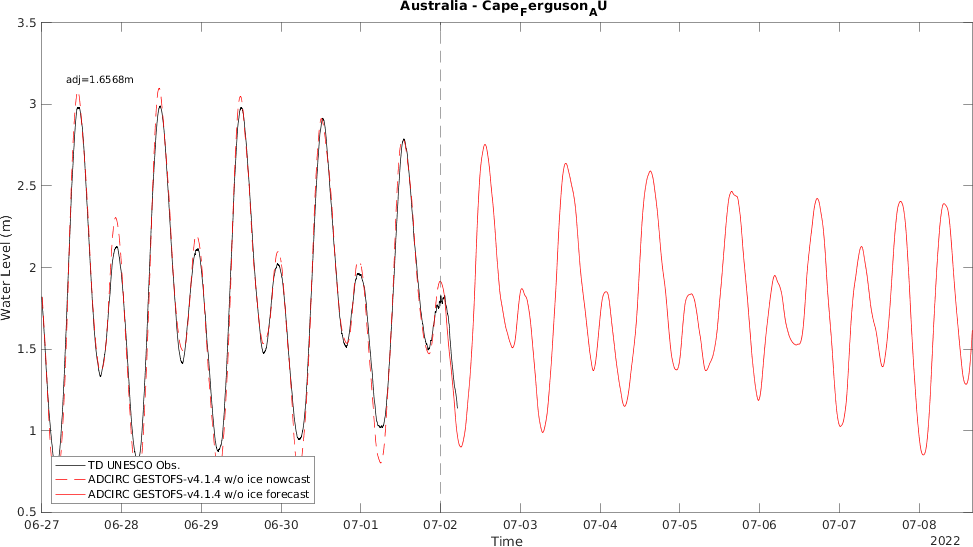 Australia - Cape_Ferguson_AU
adj=1.6568m
Water Level (m)
3.5
3
2.5
2
1.5
1
0.5
TD UNESCO Obs.
ADCIRC GESTOFS-v4.1.4 w/o ice nowcast
ADCIRC GESTOFS-v4.1.4 w/o ice forecast
06-27 06-28 06-29 06-30 07-01 07-02 07-03 07-04 07-05 07-06 07-07 07-08
Time
2022